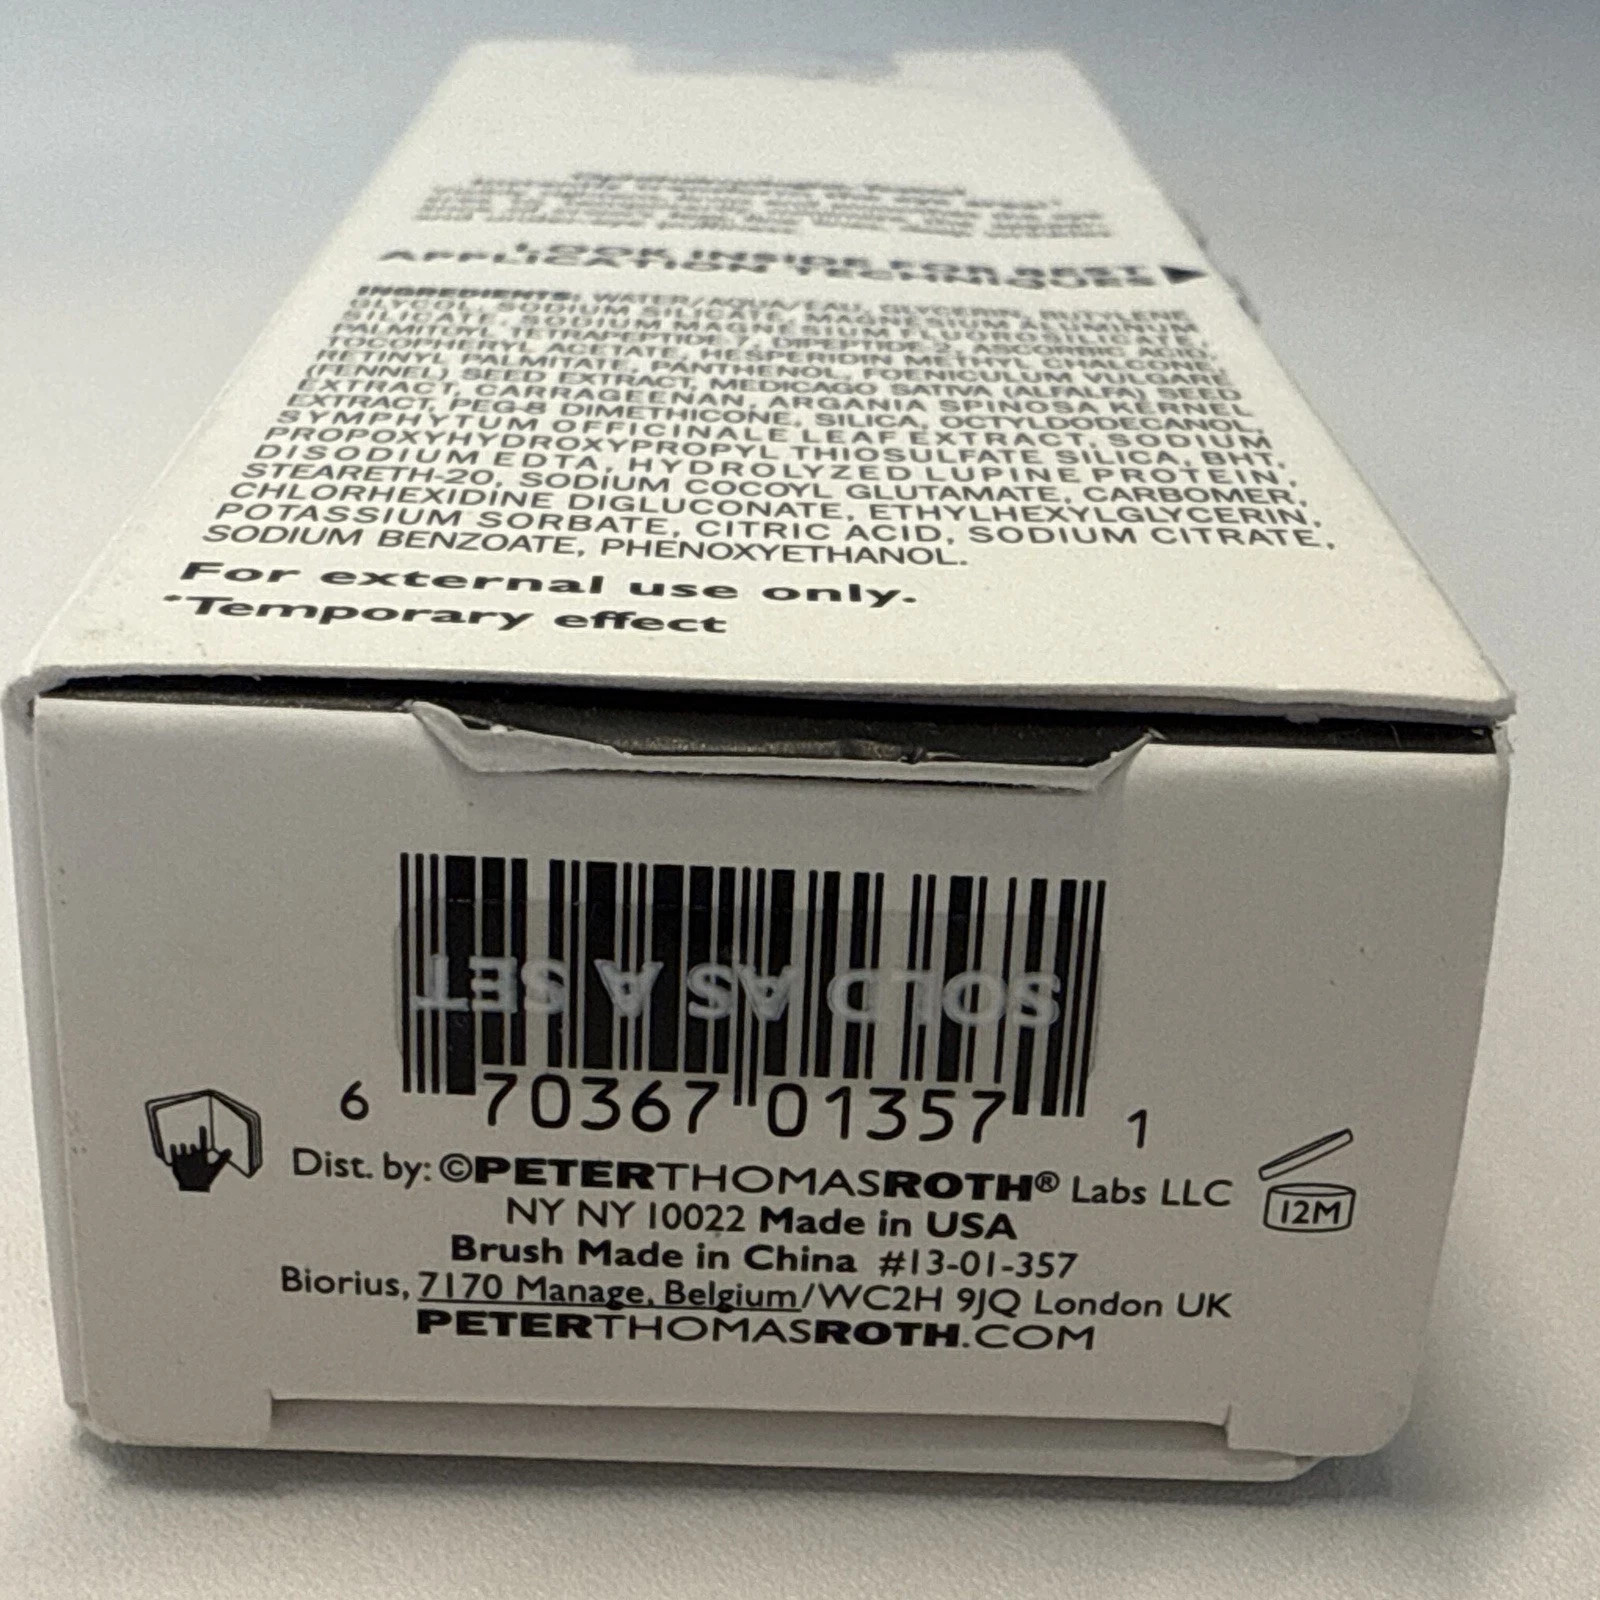 LOOK INSIDE FOR BEST
APPLICATION TECHNIQUES
INGREDIENTS: WATER/AQUA/EAU, GLYCERIN, BUTYLENE
GLYCOL, SODIUM SILICATE, MAGNESIUM ALUMINUM
SILICATE, SODIUM MAGNESIUM FLUOROSILICATE,
PALMITOYL TETRAPEPTIDE-7, DIPEPTIDE-2, ASCORBIC ACID,
TOCOPHERYL ACETATE, HESPERIDIN METHYL CHALCONE,
RETINYL PALMITATE, PANTHENOL, FOENICULUM VULGARE
(FENNEL) SEED EXTRACT, MEDICAGO SATIVA (ALFALFA) SEED
EXTRACT, CARRAGEENAN, ARGANIA SPINOSA KERNEL
EXTRACT, PEG-8 DIMETHICONE, SILICA, OCTYLDODECANOL,
SYMPHYTUM OFFICINALE LEAF EXTRACT, SODIUM
PROPOXYHYDROXYPROPYL THIOSULFATE SILICA, BHT,
DISODIUM EDTA, HYDROLYZED LUPINE PROTEIN,
STEARETH-20, SODIUM COCOYL GLUTAMATE, CARBOMER,
CHLORHEXIDINE DIGLUCONATE, ETHYLHEXYLGLYCERIN,
POTASSIUM SORBATE, CITRIC ACID, SODIUM CITRATE,
SODIUM BENZOATE, PHENOXYETHANOL.
For external use only.
*Temporary effect
SOLD AS A SET
6 70367 01357 1
Dist. by: ©PETERTHOMASROTH® Labs LLC
12M
NY NY 10022 Made in USA
Brush Made in China #13-01-357
Biorius, 7170 Manage, Belgium/WC2H 9JQ London UK
PETERTHOMASROTH.COM